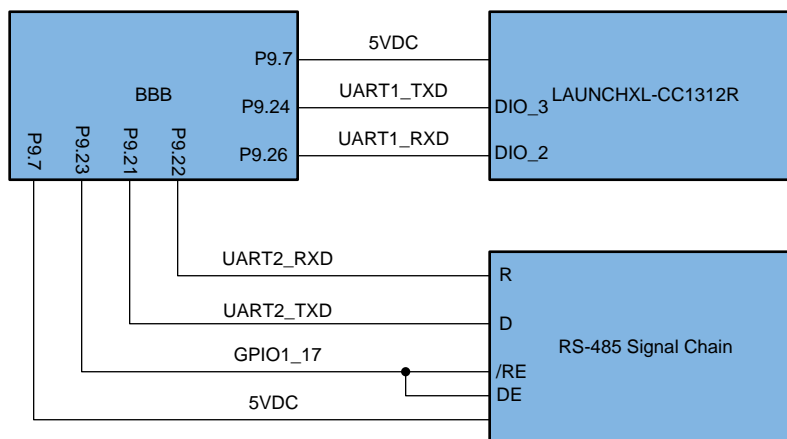 5VDC
P9.7
BBB
UART1_TXD
P9.24
DIO_3
LAUNCHXL-CC1312R
UART1_RXD
P9.26
DIO_2
P9.7
P9.23
P9.21
P9.22
UART2_RXD
R
UART2_TXD
D
RS-485 Signal Chain
GPIO1_17
/RE
DE
5VDC